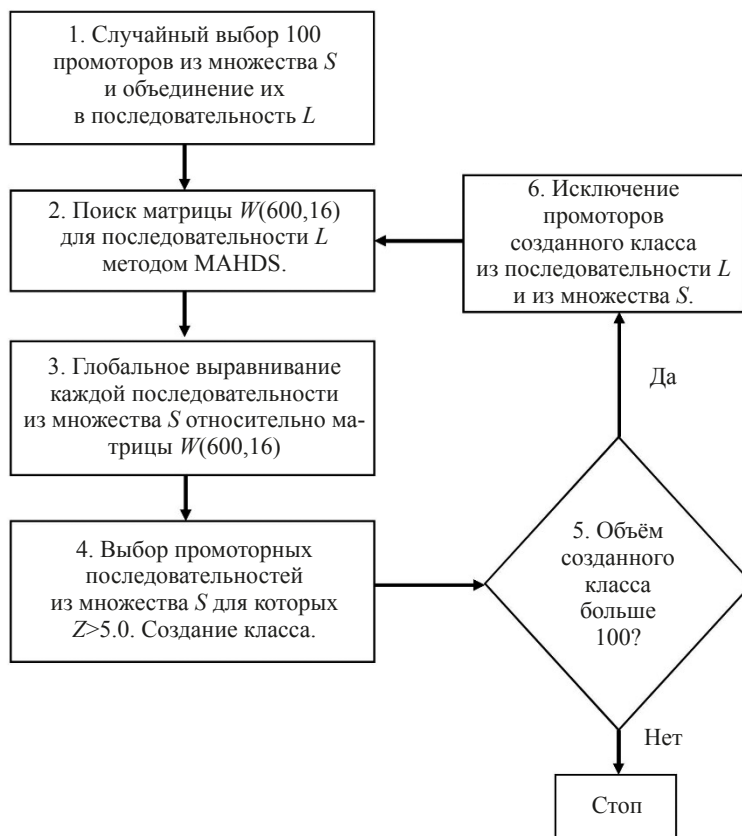 1. Случайный выбор 100
промоторов из множества S
и объединение их
в последовательность L
2. Поиск матрицы W(600,16)
для последовательности L
методом MAHDS.
3. Глобальное выравнивание
каждой последовательности
из множества S относительно ма-
трицы W(600,16)
4. Выбор промоторных
последовательностей
из множества S для которых
Z>5.0. Создание класса.
5. Объём
созданного
класса
больше
100?
Да
6. Исключение
промоторов
созданного класса
из последовательности L
и из множества S.
Нет
Стоп